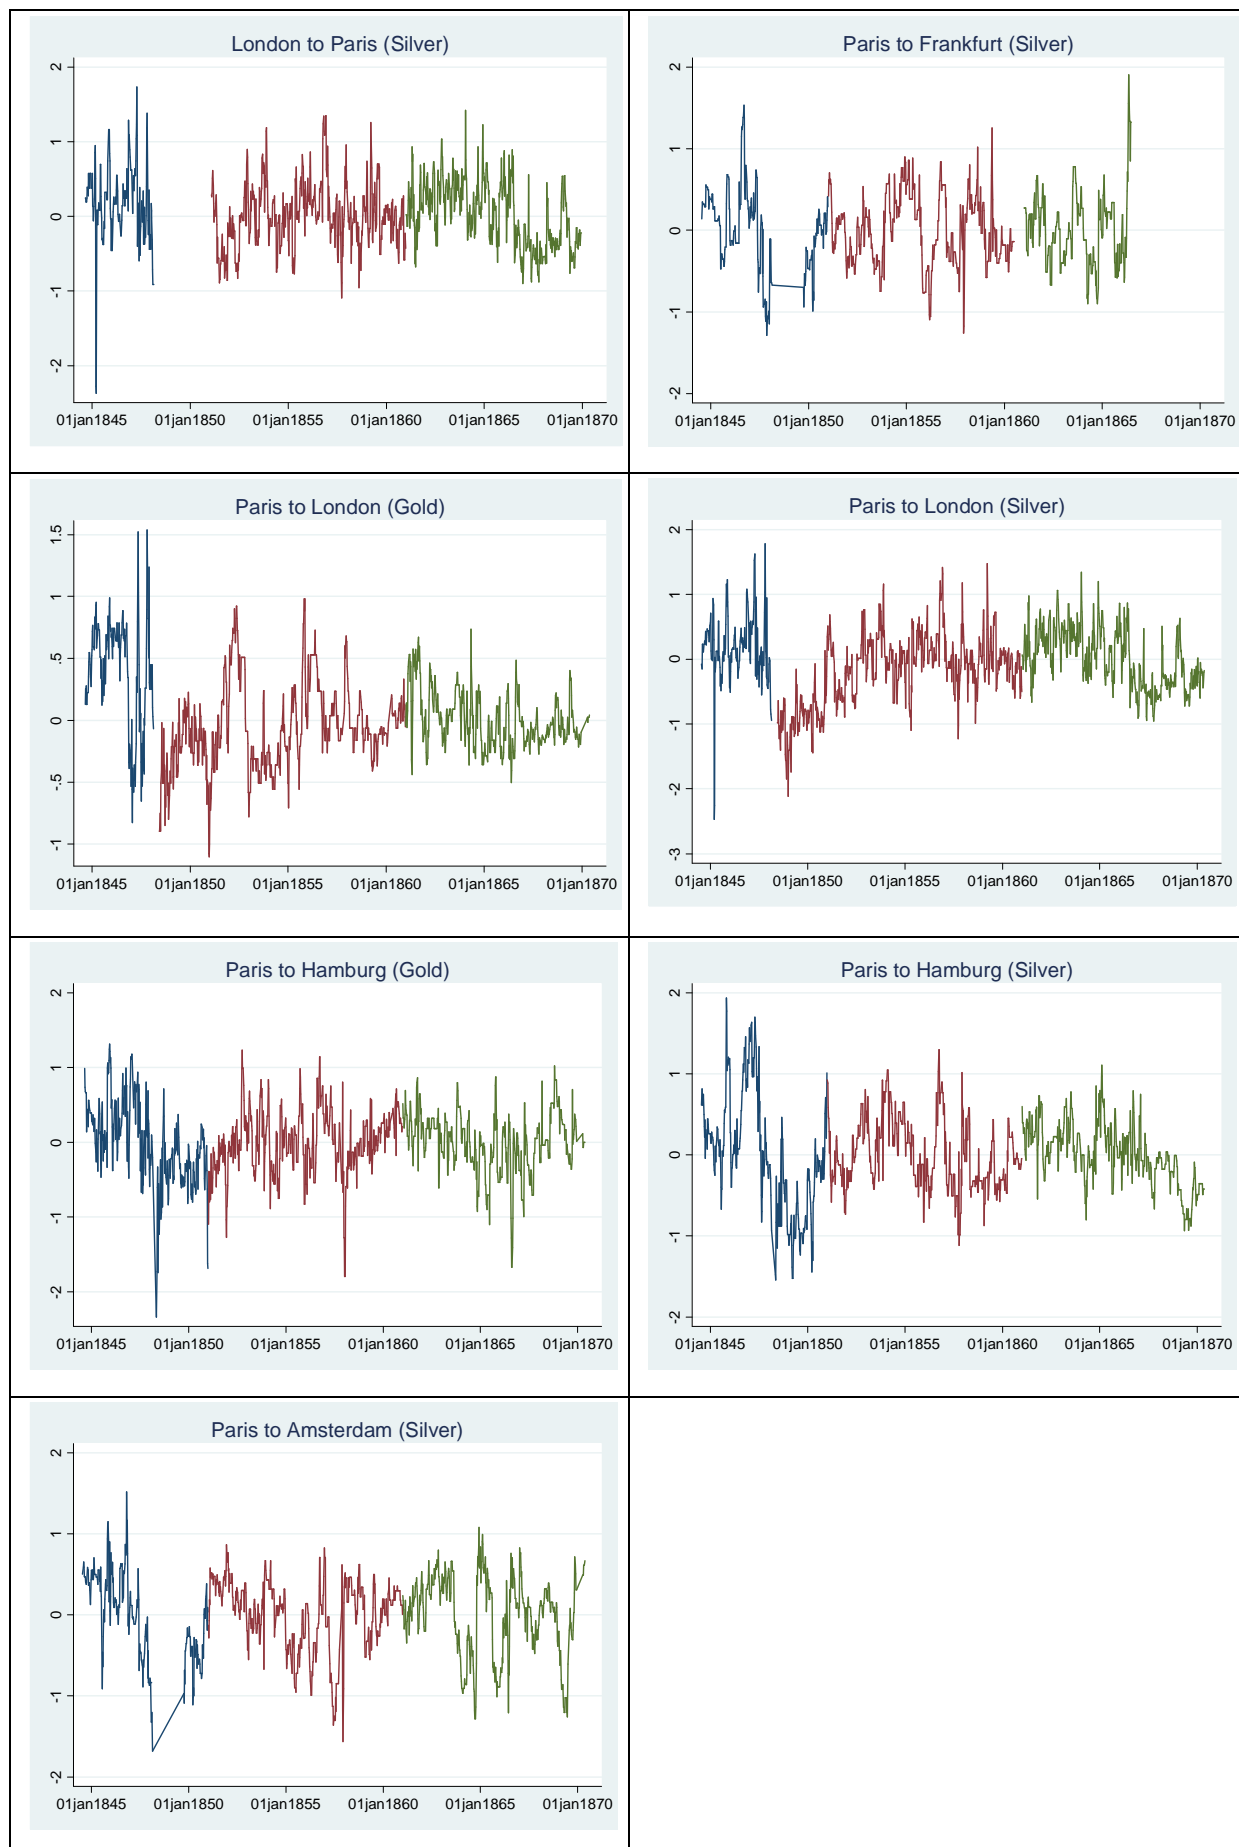 London to Paris (Silver)
2
1
0
-1
-2
01jan1845 01jan1850 01jan1855 01jan1860 01jan1865 01jan1870
Paris to Frankfurt (Silver)
2
1
0
-1
-2
01jan1845 01jan1850 01jan1855 01jan1860 01jan1865 01jan1870
Paris to London (Gold)
1.5
1
.5
0
-.5
-1
01jan1845 01jan1850 01jan1855 01jan1860 01jan1865 01jan1870
Paris to London (Silver)
2
1
0
-1
-2
-3
01jan1845 01jan1850 01jan1855 01jan1860 01jan1865 01jan1870
Paris to Hamburg (Gold)
2
1
0
-1
-2
01jan1845 01jan1850 01jan1855 01jan1860 01jan1865 01jan1870
Paris to Hamburg (Silver)
2
1
0
-1
-2
01jan1845 01jan1850 01jan1855 01jan1860 01jan1865 01jan1870
Paris to Amsterdam (Silver)
2
1
0
-1
-2
01jan1845 01jan1850 01jan1855 01jan1860 01jan1865 01jan1870